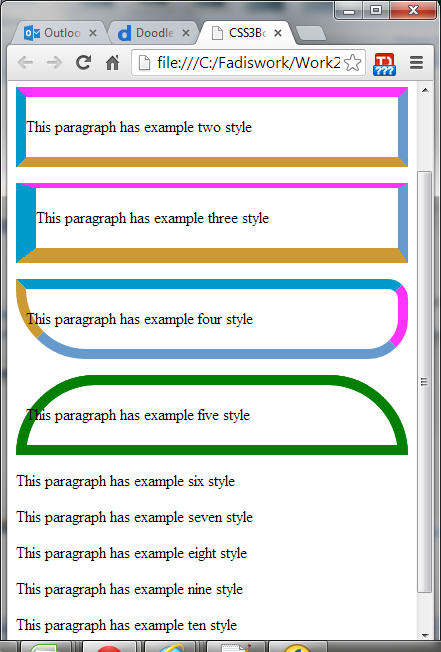 Outloo
Doodle
CSS3Bo
file:///C:/Fadiswork/Work2
???
This paragraph has example two style
This paragraph has example three style
This paragraph has example four style
This paragraph has example five style
This paragraph has example six style
This paragraph has example seven style
This paragraph has example eight style
This paragraph has example nine style
This paragraph has example ten style